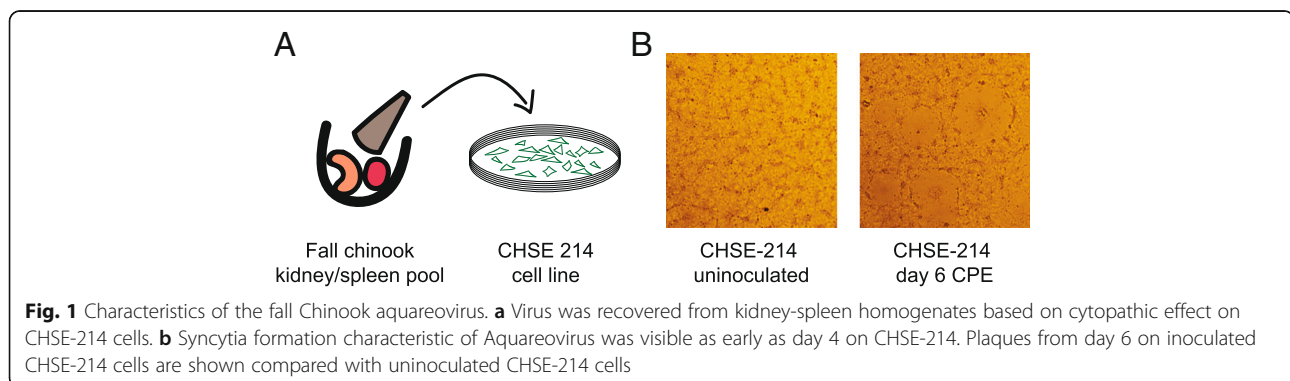 A
B
Fall chinook
kidney/spleen pool
CHSE 214
cell line
CHSE-214
uninoculated
CHSE-214
day 6 CPE
Fig. 1 Characteristics of the fall Chinook aquareovirus. a Virus was recovered from kidney-spleen homogenates based on cytopathic effect on
CHSE-214 cells. b Syncytia formation characteristic of Aquareovirus was visible as early as day 4 on CHSE-214. Plaques from day 6 on inoculated
CHSE-214 cells are shown compared with uninoculated CHSE-214 cells